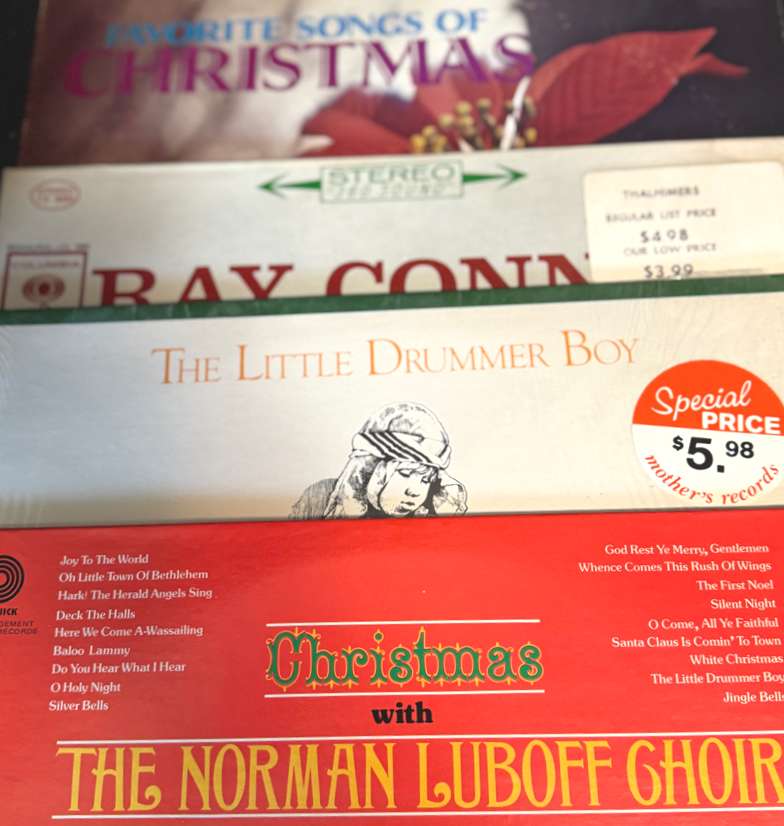 FAVORITE SONGS OF
CHRISTMAS
STEREO
THALHIMERS
REGULAR LIST PRICE
$4.98
OUR LOW PRICE
$3.99
COLUMBIA
RAY CONN
THE LITTLE DRUMMER BOY
Special
PRICE
$5.98
mother's records
Joy To The World
Oh Little Town Of Bethlehem
Hark! The Herald Angels Sing
Deck The Halls
Here We Come A-Wassailing
Baloo Lammy
Do You Hear What I Hear
O Holy Night
Silver Bells
God Rest Ye Merry, Gentlemen
Whence Comes This Rush Of Wings
The First Noel
Silent Night
O Come, All Ye Faithful
Santa Claus Is Comin' To Town
White Christmas
The Little Drummer Boy
Jingle Bells
ICK
GEMENT
RECORDS
Christmas
with
THE NORMAN LUBOFF CHOIR